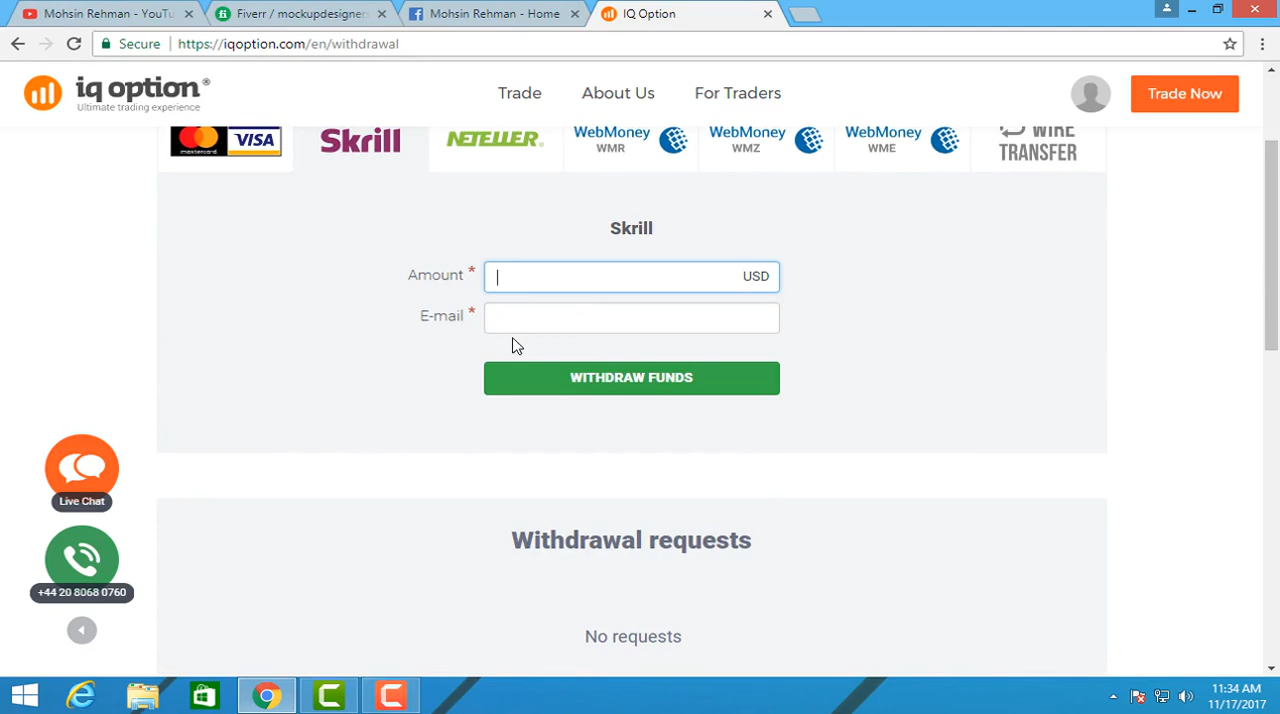 Mohsin Rehman - YouTu
Fiverr / mockupdesigner
Mohsin Rehman - Home
IQ Option
Secure
https://iqoption.com/en/withdrawal
iq option®
Ultimate trading experience
Trade
About Us
For Traders
Trade Now
mastercard
VISA
Skrill
NETELLER
WebMoney
WMR
WebMoney
WMZ
WebMoney
WME
WIRE
TRANSFER
Skrill
Amount *
USD
E-mail *
WITHDRAW FUNDS
Live Chat
+44 20 8068 0760
Withdrawal requests
No requests
11:34 AM
11/17/2017